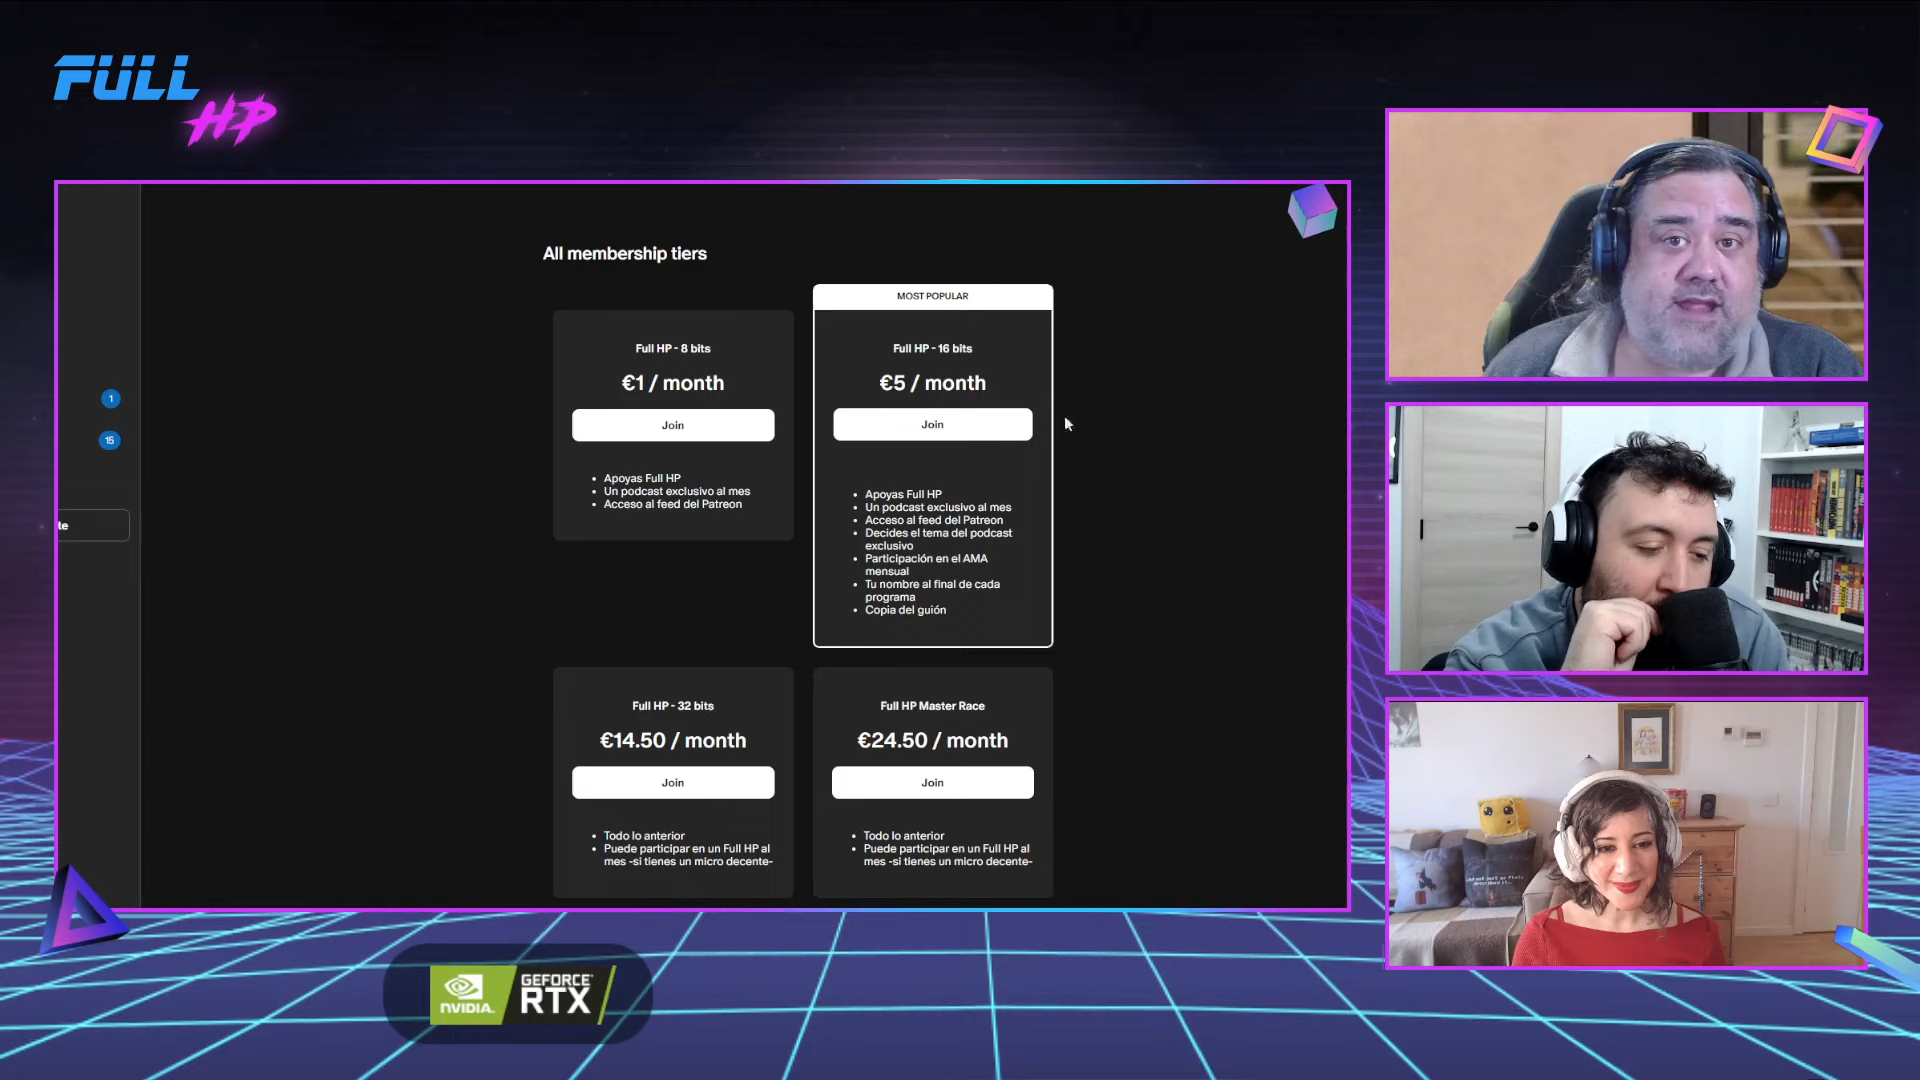 FULL
HP
All membership tiers
Full HP - 8 bits
€1 / month
Join
Apoyas Full HP
Un podcast exclusivo al mes
Acceso al feed del Patreon
MOST POPULAR
Full HP - 16 bits
€5 / month
Join
Apoyas Full HP
Un podcast exclusivo al mes
Acceso al feed del Patreon
Decides el tema del podcast
exclusivo
Participación en el AMA
mensual
Tu nombre al final de cada
programa
Copia del guión
1
15
te
Full HP - 32 bits
€14.50 / month
Join
Todo lo anterior
Puede participar en un Full HP al
mes -si tienes un micro decente-
Full HP Master Race
€24.50 / month
Join
Todo lo anterior
Puede participar en un Full HP al
mes -si tienes un micro decente-
NVIDIA.
GEFORCE
RTX